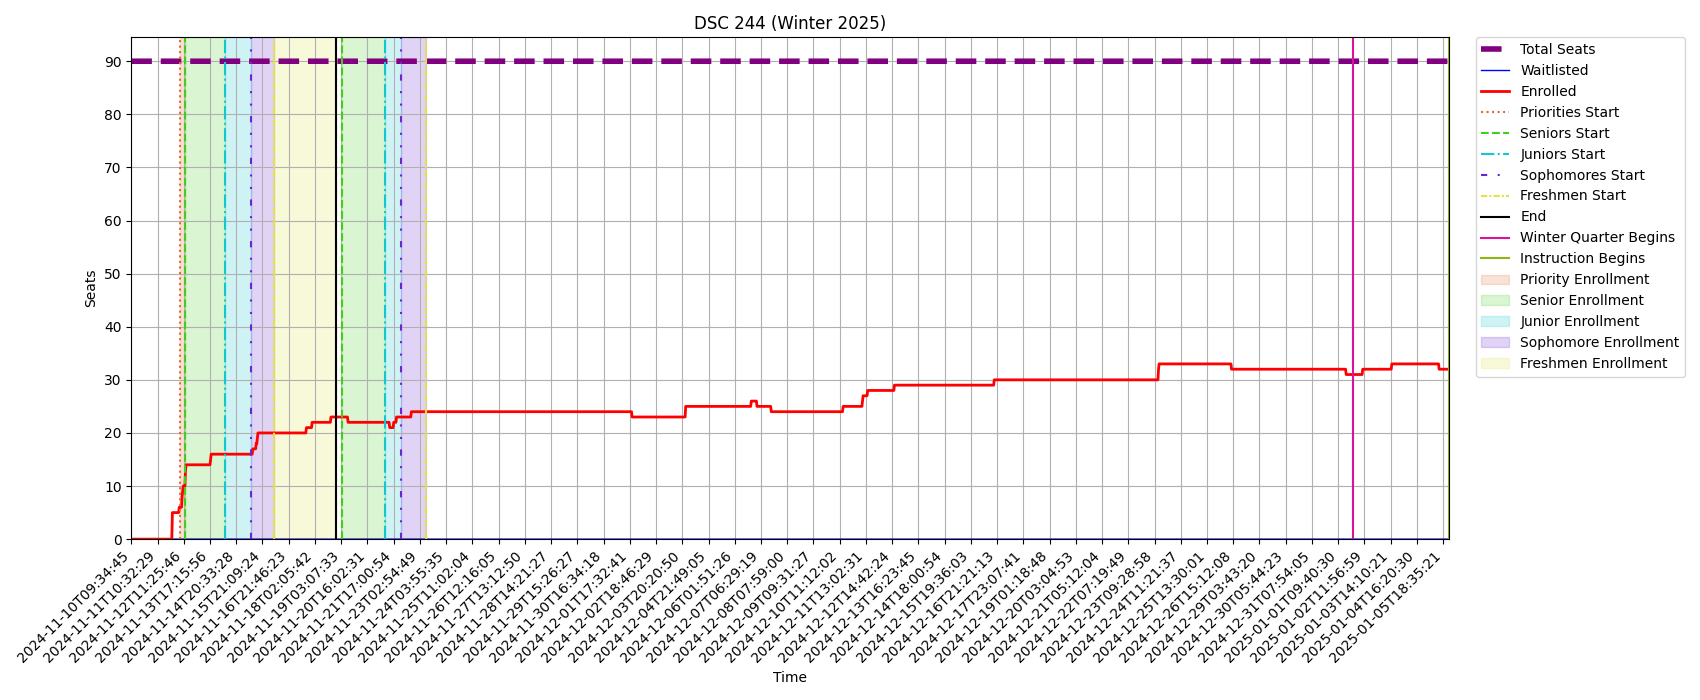 DSC 244 (Winter 2025)
Seats
90
80
70
60
50
40
30
20
10
0
2024-11-10T09:34:45
2024-11-11T10:32:29
2024-11-12T11:25:46
2024-11-13T17:15:56
2024-11-14T20:33:28
2024-11-15T21:09:24
2024-11-16T21:46:23
2024-11-18T02:05:42
2024-11-19T03:07:33
2024-11-20T16:02:31
2024-11-21T17:00:54
2024-11-23T02:54:49
2024-11-24T03:55:35
2024-11-25T11:02:04
2024-11-26T12:16:05
2024-11-27T13:12:50
2024-11-28T14:21:27
2024-11-29T15:26:27
2024-11-30T16:34:18
2024-12-01T17:32:41
2024-12-02T18:46:29
2024-12-03T20:20:50
2024-12-04T21:49:05
2024-12-06T01:51:26
2024-12-07T06:29:19
2024-12-08T07:59:00
2024-12-09T09:31:27
2024-12-10T11:12:02
2024-12-11T13:02:31
2024-12-12T14:42:24
2024-12-13T16:23:45
2024-12-14T18:00:54
2024-12-15T19:36:03
2024-12-16T21:21:13
2024-12-17T23:07:41
2024-12-19T01:18:48
2024-12-20T03:04:53
2024-12-21T05:12:04
2024-12-22T07:19:49
2024-12-23T09:28:58
2024-12-24T11:21:37
2024-12-25T13:30:01
2024-12-26T15:12:08
2024-12-29T03:43:20
2024-12-30T05:44:23
2024-12-31T07:54:05
2025-01-01T09:40:30
2025-01-02T11:56:59
2025-01-03T14:10:21
2025-01-04T16:20:30
2025-01-05T18:35:21
Time
Total Seats
Waitlisted
Enrolled
Priorities Start
Seniors Start
Juniors Start
Sophomores Start
Freshmen Start
End
Winter Quarter Begins
Instruction Begins
Priority Enrollment
Senior Enrollment
Junior Enrollment
Sophomore Enrollment
Freshmen Enrollment